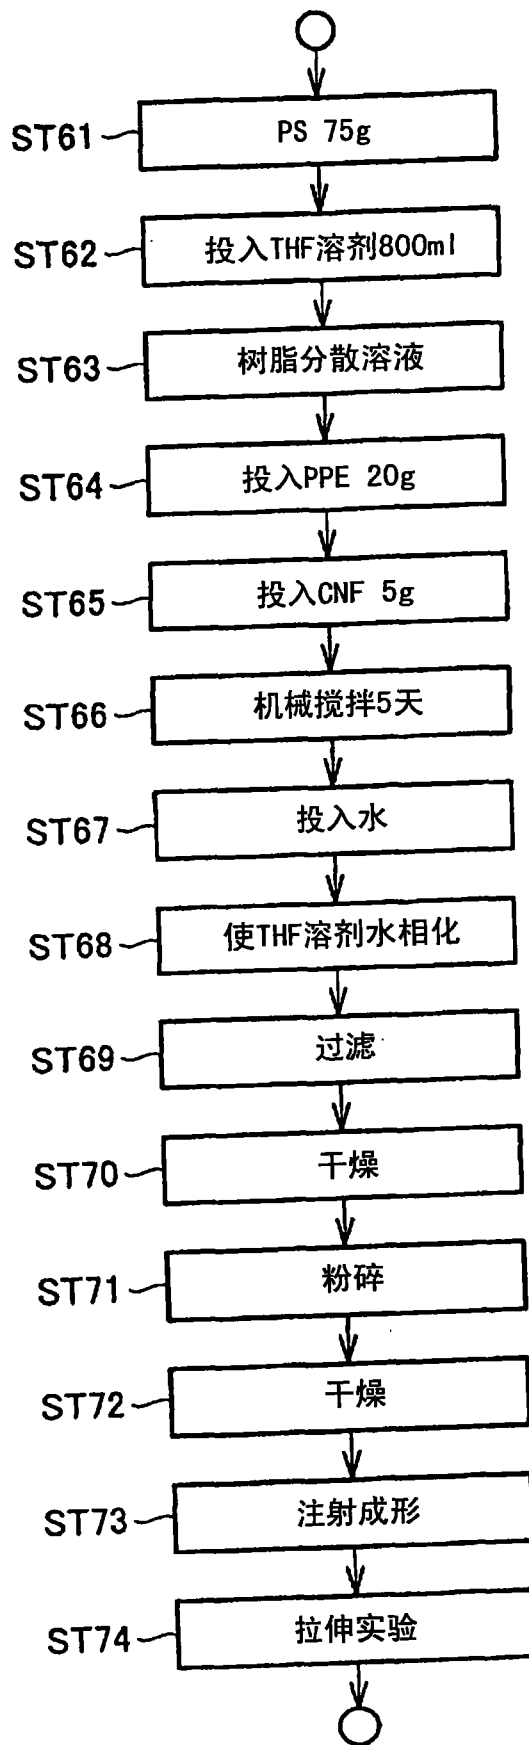 ST61 PS 75g
ST62 投入THF溶剂800ml
ST63 树脂分散溶液
ST64 投入PPE 20g
ST65 投入CNF 5g
ST66 机械搅拌5天
ST67 投入水
ST68 使THF溶剂水相化
ST69 过滤
ST70 干燥
ST71 粉碎
ST72 干燥
ST73 注射成形
ST74 拉伸实验